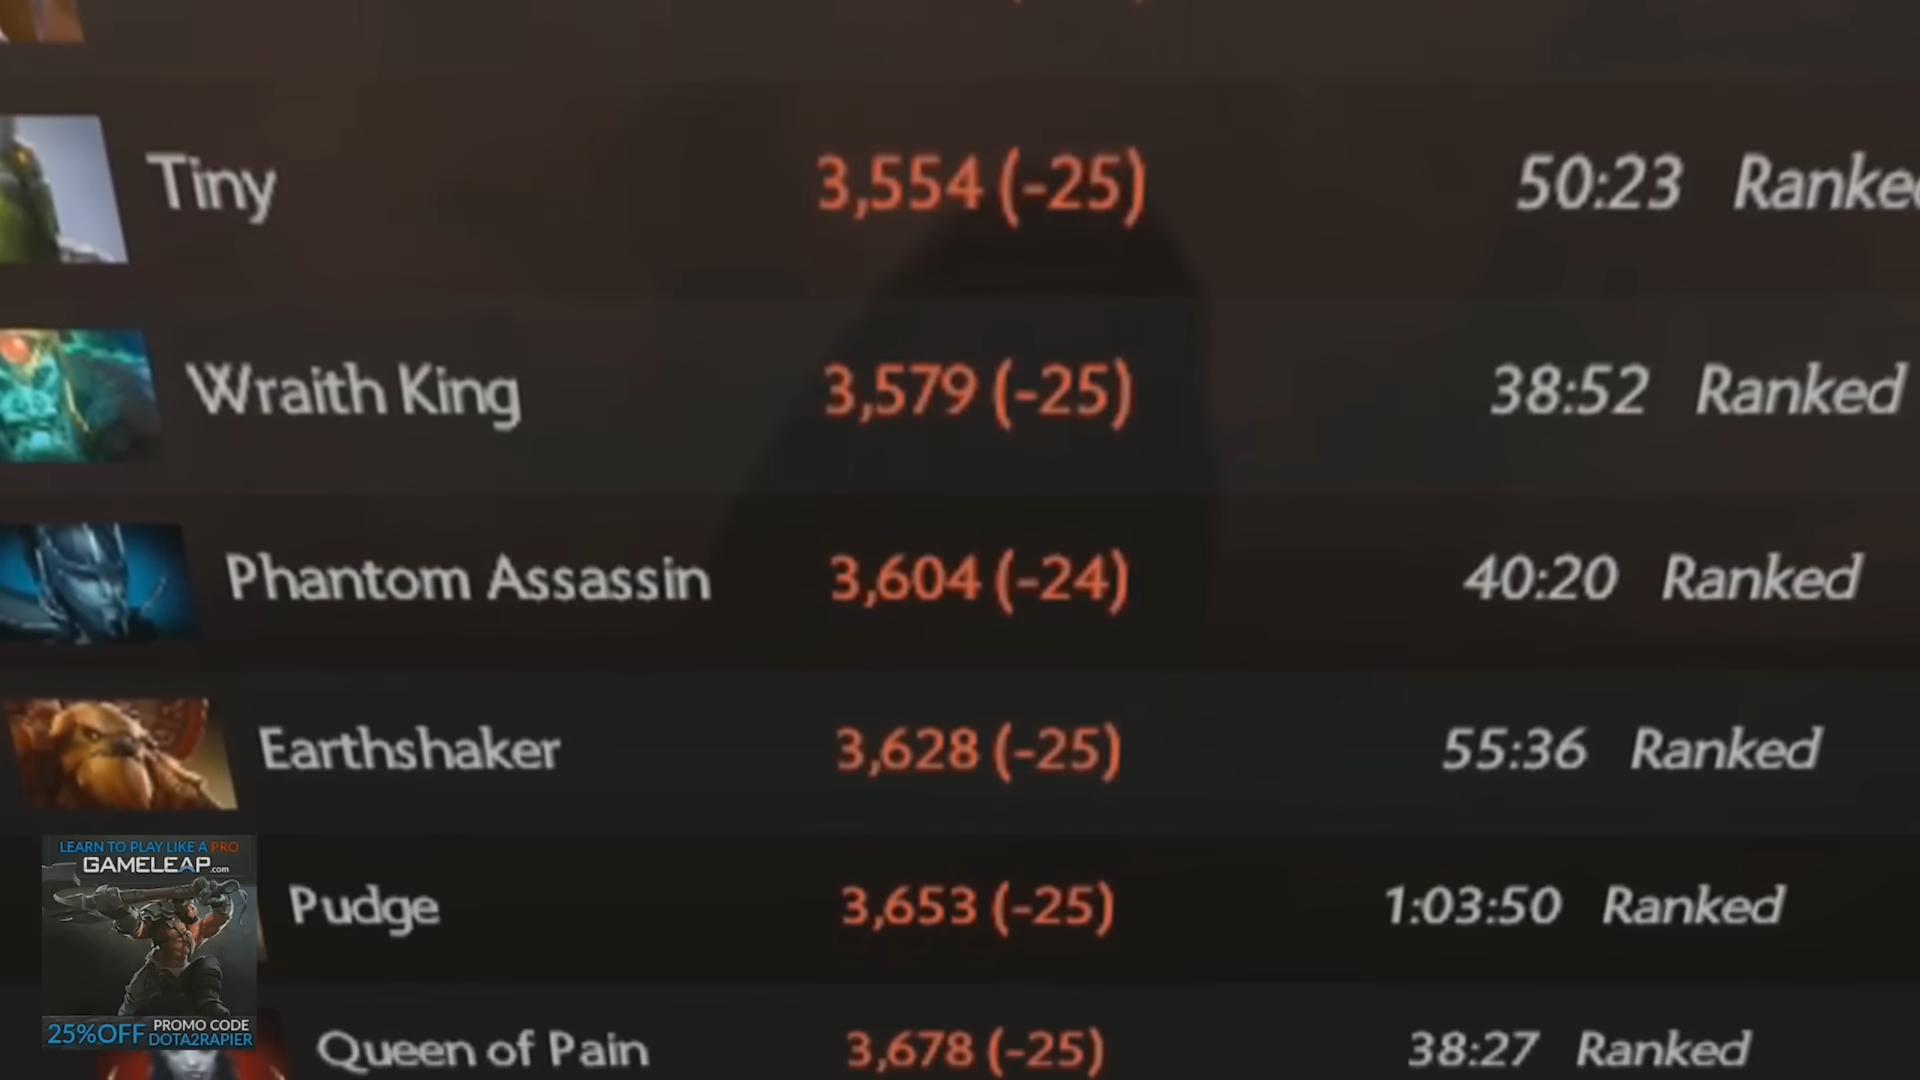 Tiny 3,554 (-25) 50:23 Ranked
Wraith King 3,579 (-25) 38:52 Ranked
Phantom Assassin 3,604 (-24) 40:20 Ranked
Earthshaker 3,628 (-25) 55:36 Ranked
Pudge 3,653 (-25) 1:03:50 Ranked
Queen of Pain 3,678 (-25) 38:27 Ranked
LEARN TO PLAY LIKE A PRO
GAMELEAP.com
25%OFF PROMO CODE
DOTA2RAPIER